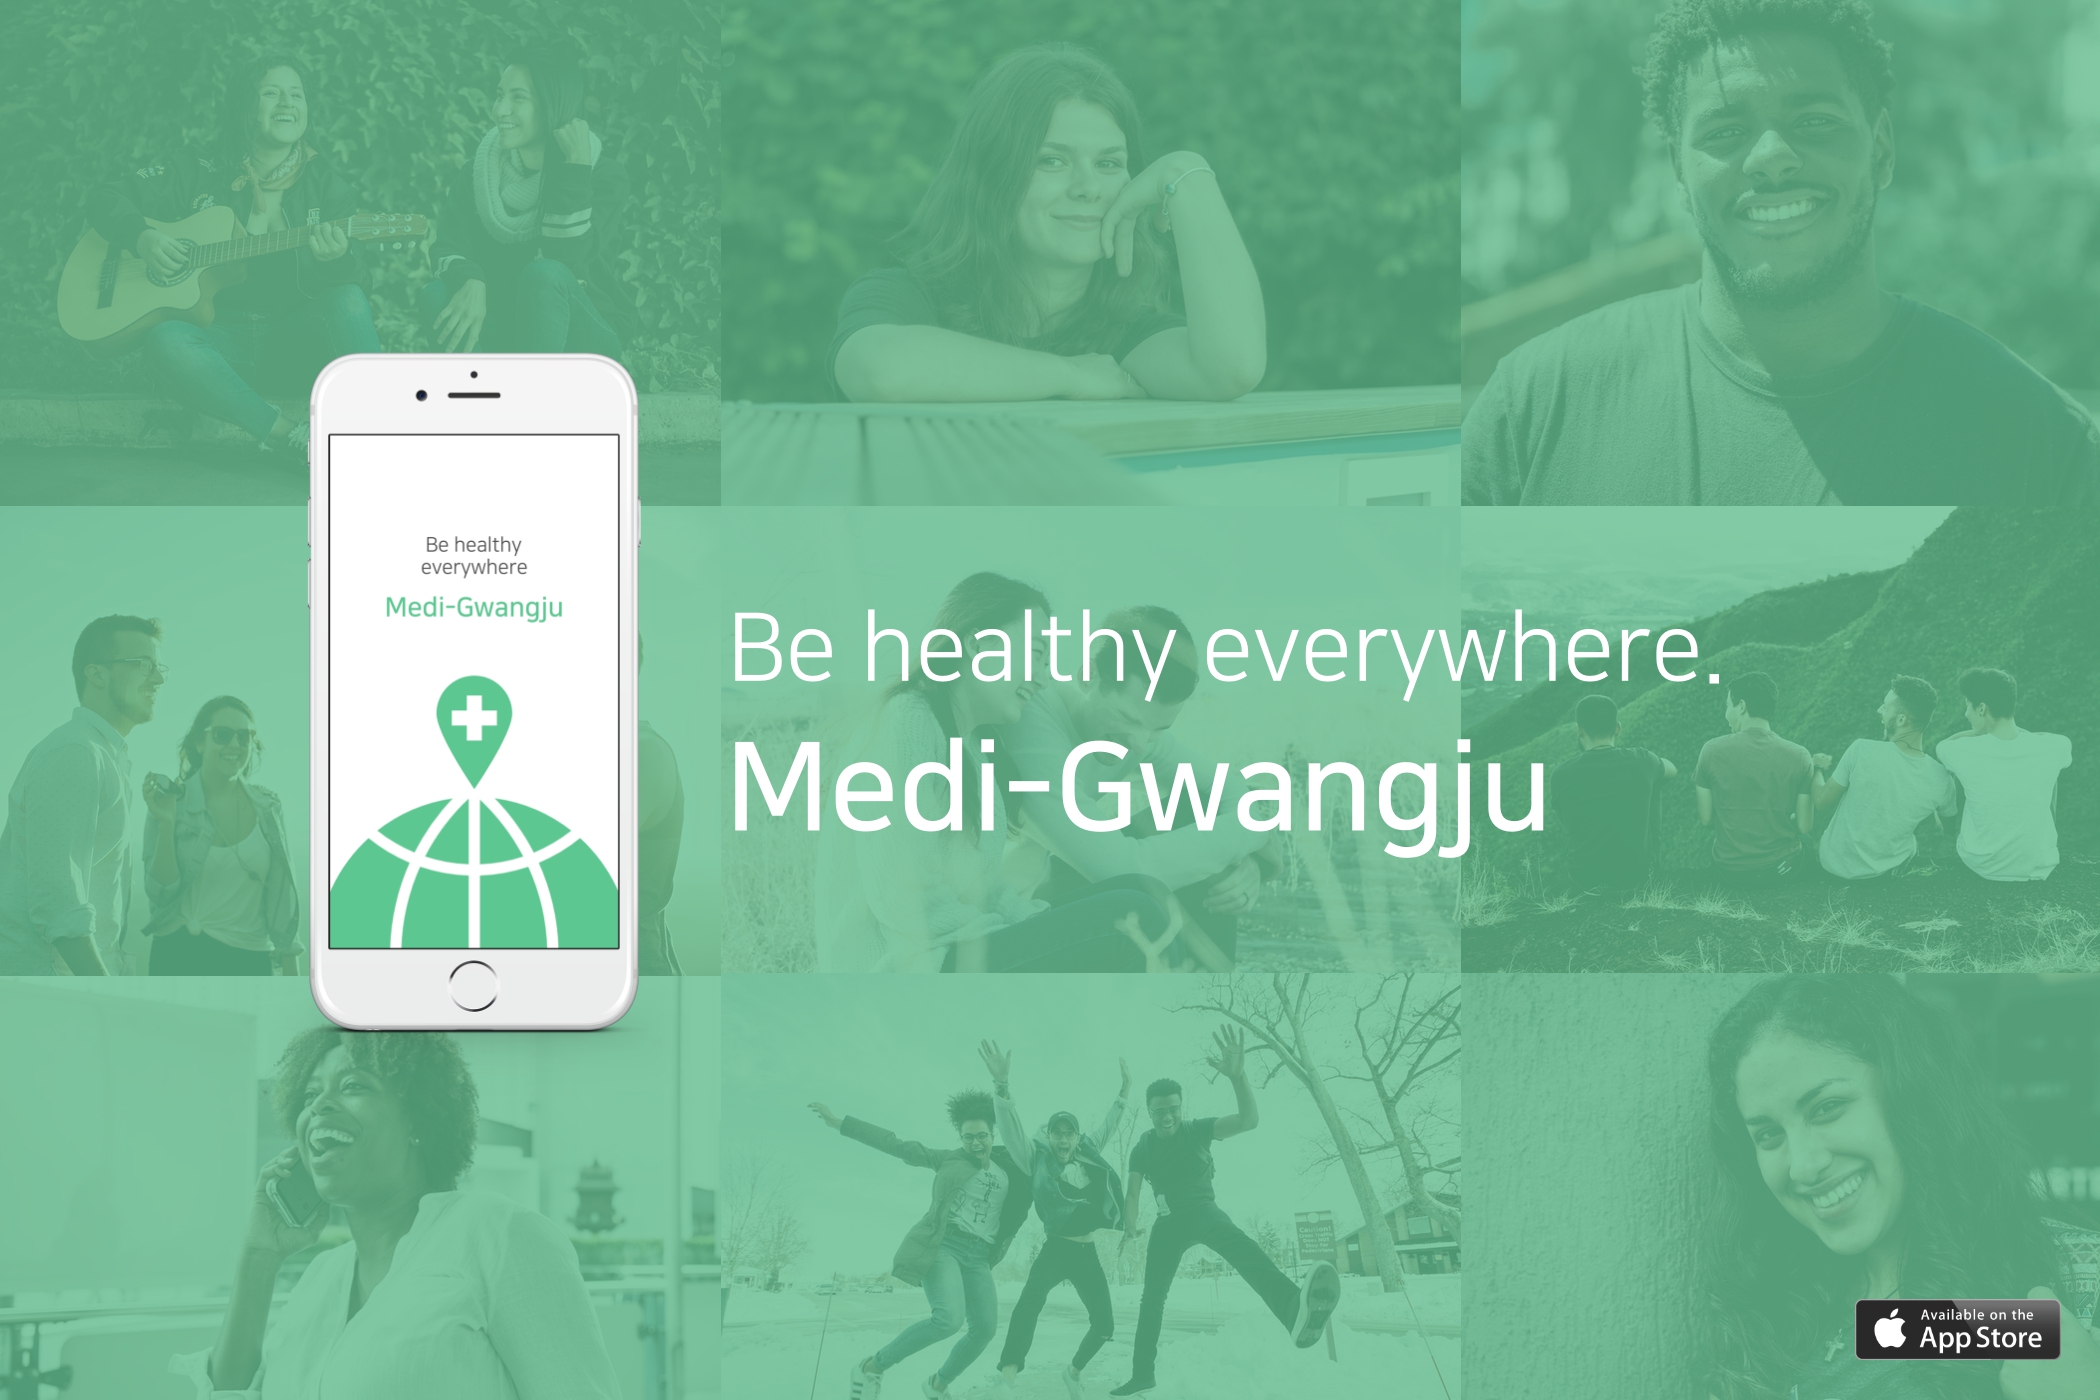 Be healthy
everywhere
Medi-Gwangju
Be healthy everywhere.
Medi-Gwangju
Available on the
App Store